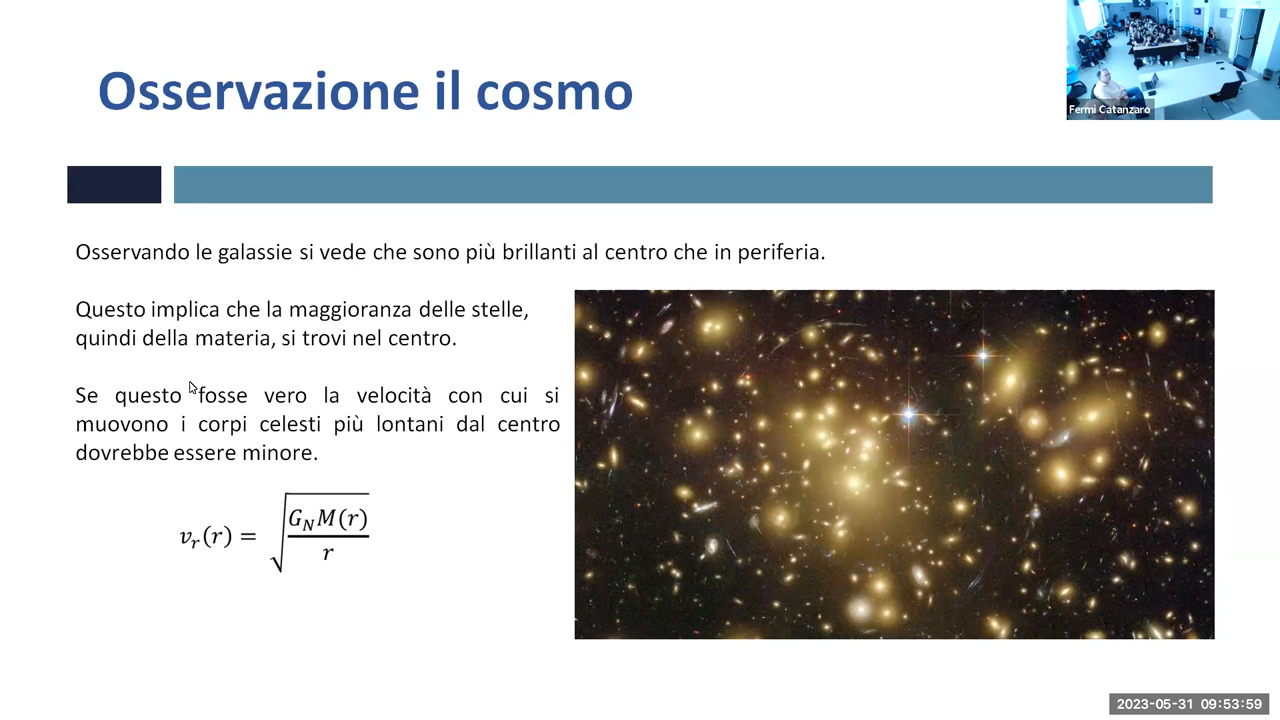 Osservazione il cosmo
Fermi Catanzaro
Osservando le galassie si vede che sono più brillanti al centro che in periferia.
Questo implica che la maggioranza delle stelle,
quindi della materia, si trovi nel centro.
Se questo fosse vero la velocità con cui si
muovono i corpi celesti più lontani dal centro
dovrebbe essere minore.
v_r(r) = √(G_N M(r) / r)
2023-05-31 09:53:59